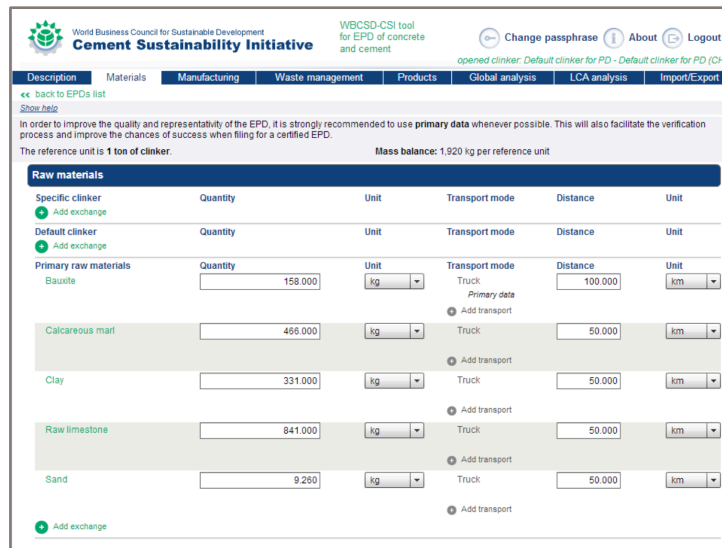 World Business Council for Sustainable Development
Cement Sustainability Initiative
WBCSD-CSI tool
for EPD of concrete
and cement
Change passphrase About Logout
opened clinker: Default clinker for PD - Default clinker for PD (CH
Description Materials Manufacturing Waste management Products Global analysis LCA analysis Import/Export
<< back to EPDs list
Show help
In order to improve the quality and representativity of the EPD, it is strongly recommended to use primary data whenever possible. This will also facilitate the verification
process and improve the chances of success when filing for a certified EPD.
The reference unit is 1 ton of clinker. Mass balance: 1,920 kg per reference unit
Raw materials
Specific clinker Quantity Unit Transport mode Distance Unit
Add exchange
Default clinker Quantity Unit Transport mode Distance Unit
Add exchange
Primary raw materials Quantity Unit Transport mode Distance Unit
Bauxite 158.000 kg Truck 100.000 km
Primary data
Add transport
Calcareous marl 466.000 kg Truck 50.000 km
Add transport
Clay 331.000 kg Truck 50.000 km
Add transport
Raw limestone 841.000 kg Truck 50.000 km
Add transport
Sand 9.260 kg Truck 50.000 km
Add transport
Add exchange